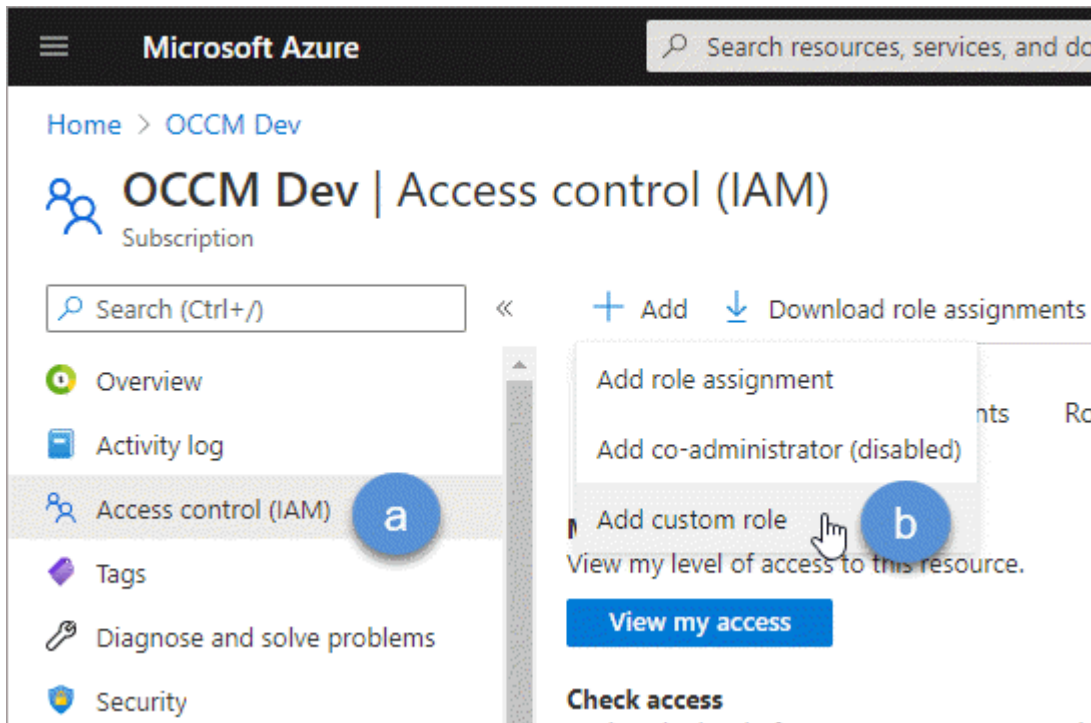 Microsoft Azure
Search resources, services, and do
Home > OCCM Dev
OCCM Dev | Access control (IAM)
Subscription
Search (Ctrl+/)
«
+ Add
Download role assignments
Overview
Activity log
Access control (IAM)
a
Tags
Diagnose and solve problems
Security
Add role assignment
Add co-administrator (disabled)
Add custom role
b
nts
Ro
View my level of access to this resource.
View my access
Check access